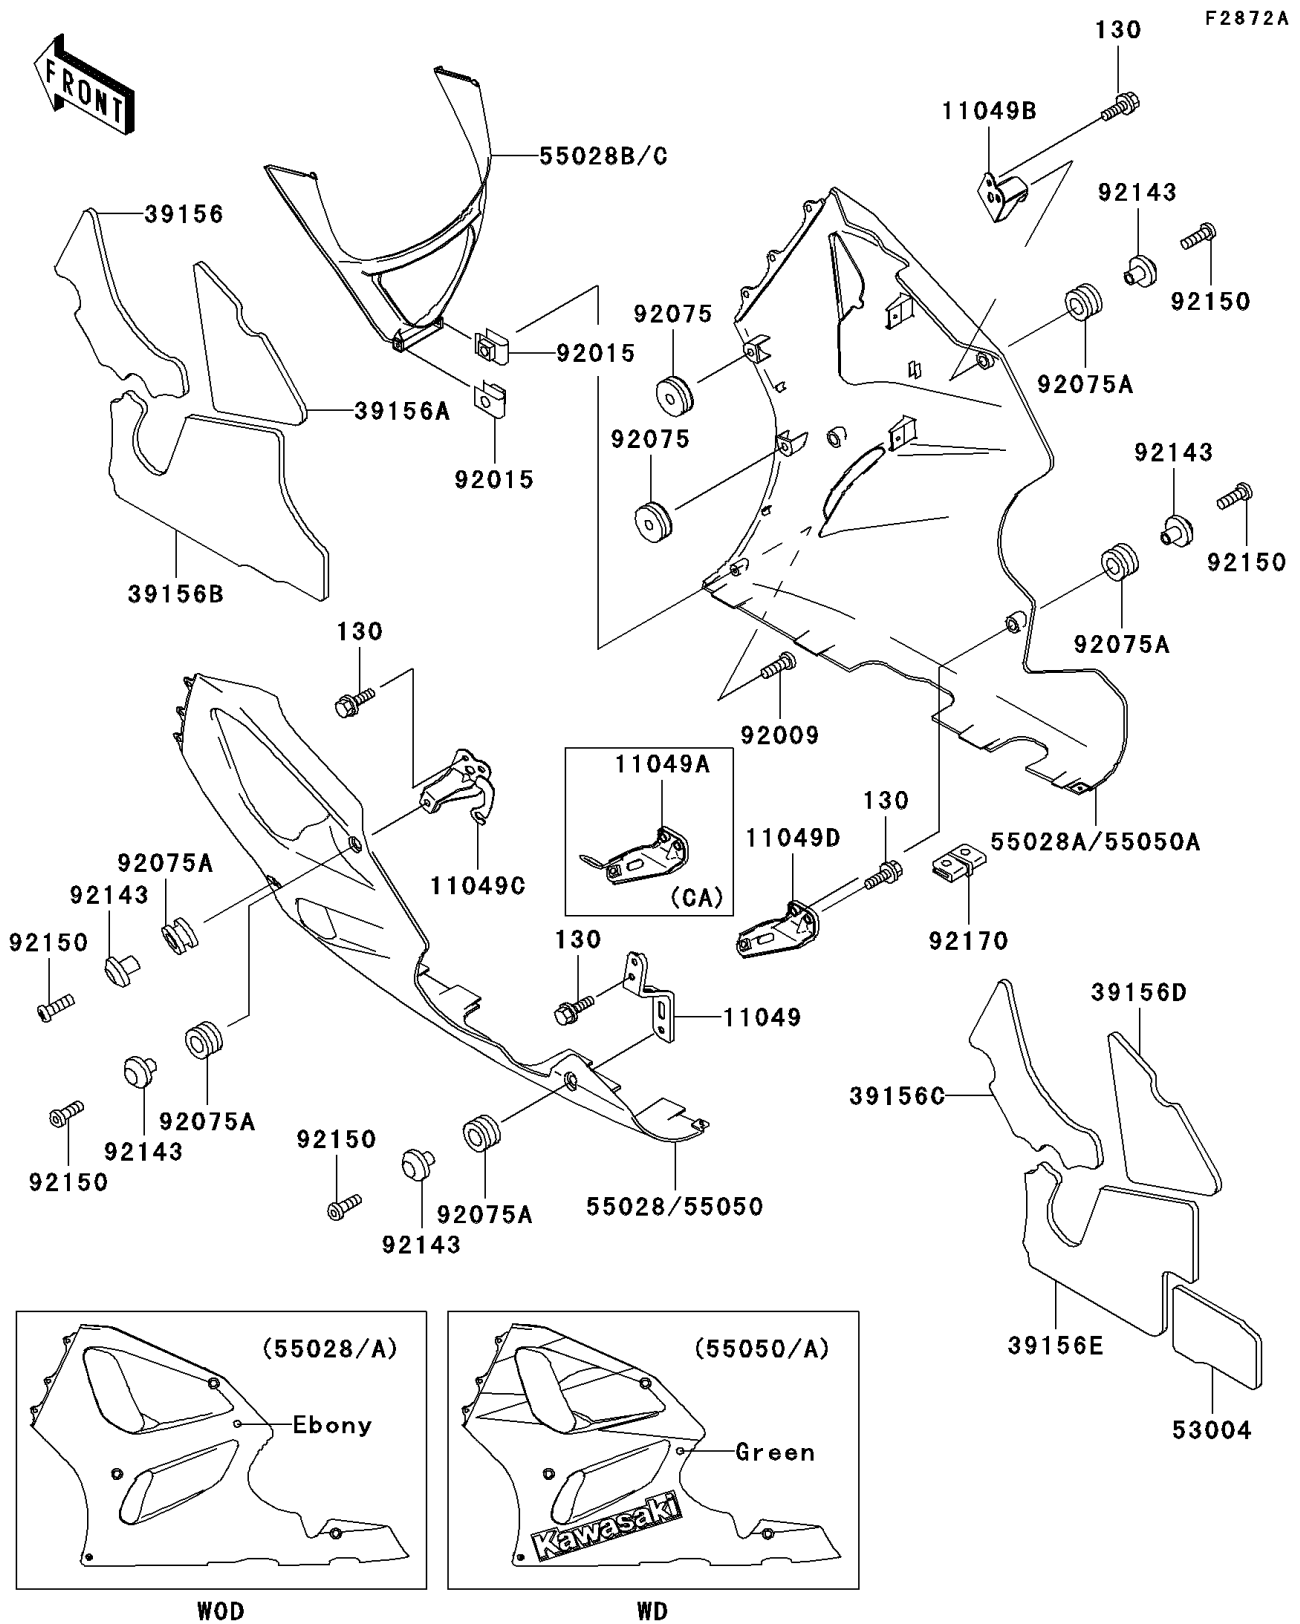 F2872A
130
FRONT
11049B
55028B/C
92143
39156
92150
92075
92015
92075A
39156A
92075
92143
92015
92150
39156B
130
92075A
92009
11049A
130
11049D
55028A/55050A
92075A
11049C
92143
(CA)
92150
130
92170
39156D
11049
39156C
92075A
92150
92143
92150
55028/55050
92075A
92143
39156E
(55028/A)
(55050/A)
Ebony
53004
Green
Kawasaki
WOD
WD